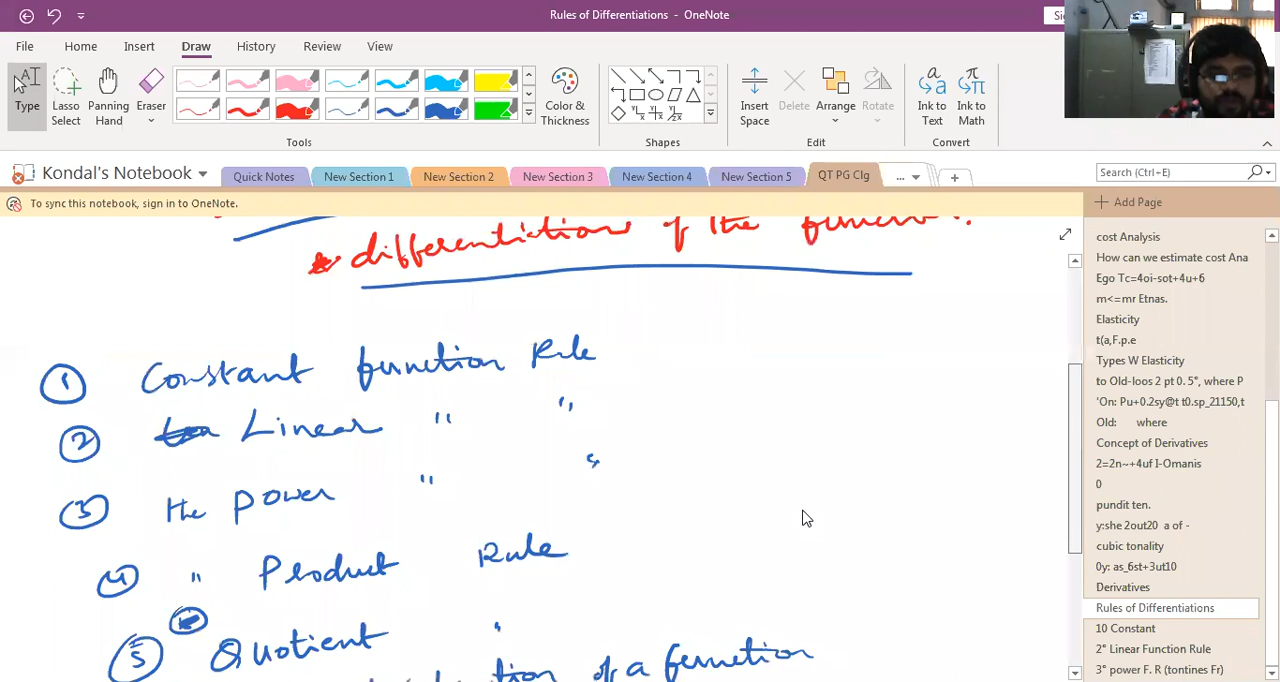 Rules of Differentiations - OneNote
File Home Insert Draw History Review View
Type
Lasso Select
Panning Hand
Eraser
Color & Thickness
Insert Space
Delete
Arrange
Rotate
Ink to Text
Ink to Math
Tools
Shapes
Edit
Convert
Kondal's Notebook
Quick Notes
New Section 1
New Section 2
New Section 3
New Section 4
New Section 5
QT PG Clg
...
Search (Ctrl+E)
To sync this notebook, sign in to OneNote.
Add Page
differentiations of the function.
① Constant function Rule
② Linear " "
③ the power " "
④ " Product Rule
⑤ Quotient "
of a function
cost Analysis
How can we estimate cost Ana
Ego Tc=4oi-sot+4u+6
m<=mr Etnas.
Elasticity
t(a,F.p.e
Types W Elasticity
to Old-loos 2 pt 0. 5", where P
'On: Pu+0.2sy@t t0.sp_21150,t
Old: where
Concept of Derivatives
2=2n~+4uf I-Omanis
0
pundit ten.
y:she 2out20 a of -
cubic tonality
0y: as_6st+3ut10
Derivatives
Rules of Differentiations
10 Constant
2° Linear Function Rule
3° power F. R (tontines Fr)